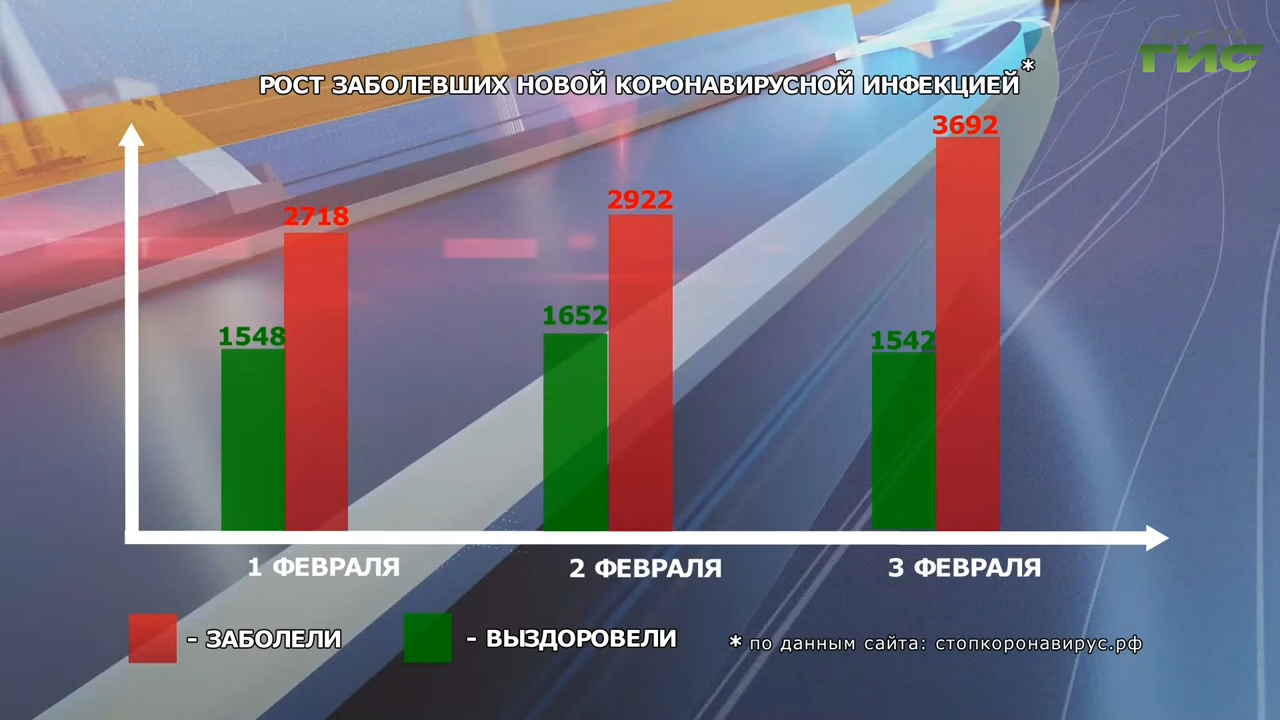 САМАРА
ГИС
РОСТ ЗАБОЛЕВШИХ НОВОЙ КОРОНАВИРУСНОЙ ИНФЕКЦИЕЙ*
3692
2922
2718
1652
1548
1542
1 ФЕВРАЛЯ
2 ФЕВРАЛЯ
3 ФЕВРАЛЯ
- ЗАБОЛЕЛИ
- ВЫЗДОРОВЕЛИ
* по данным сайта: стопкоронавирус.рф